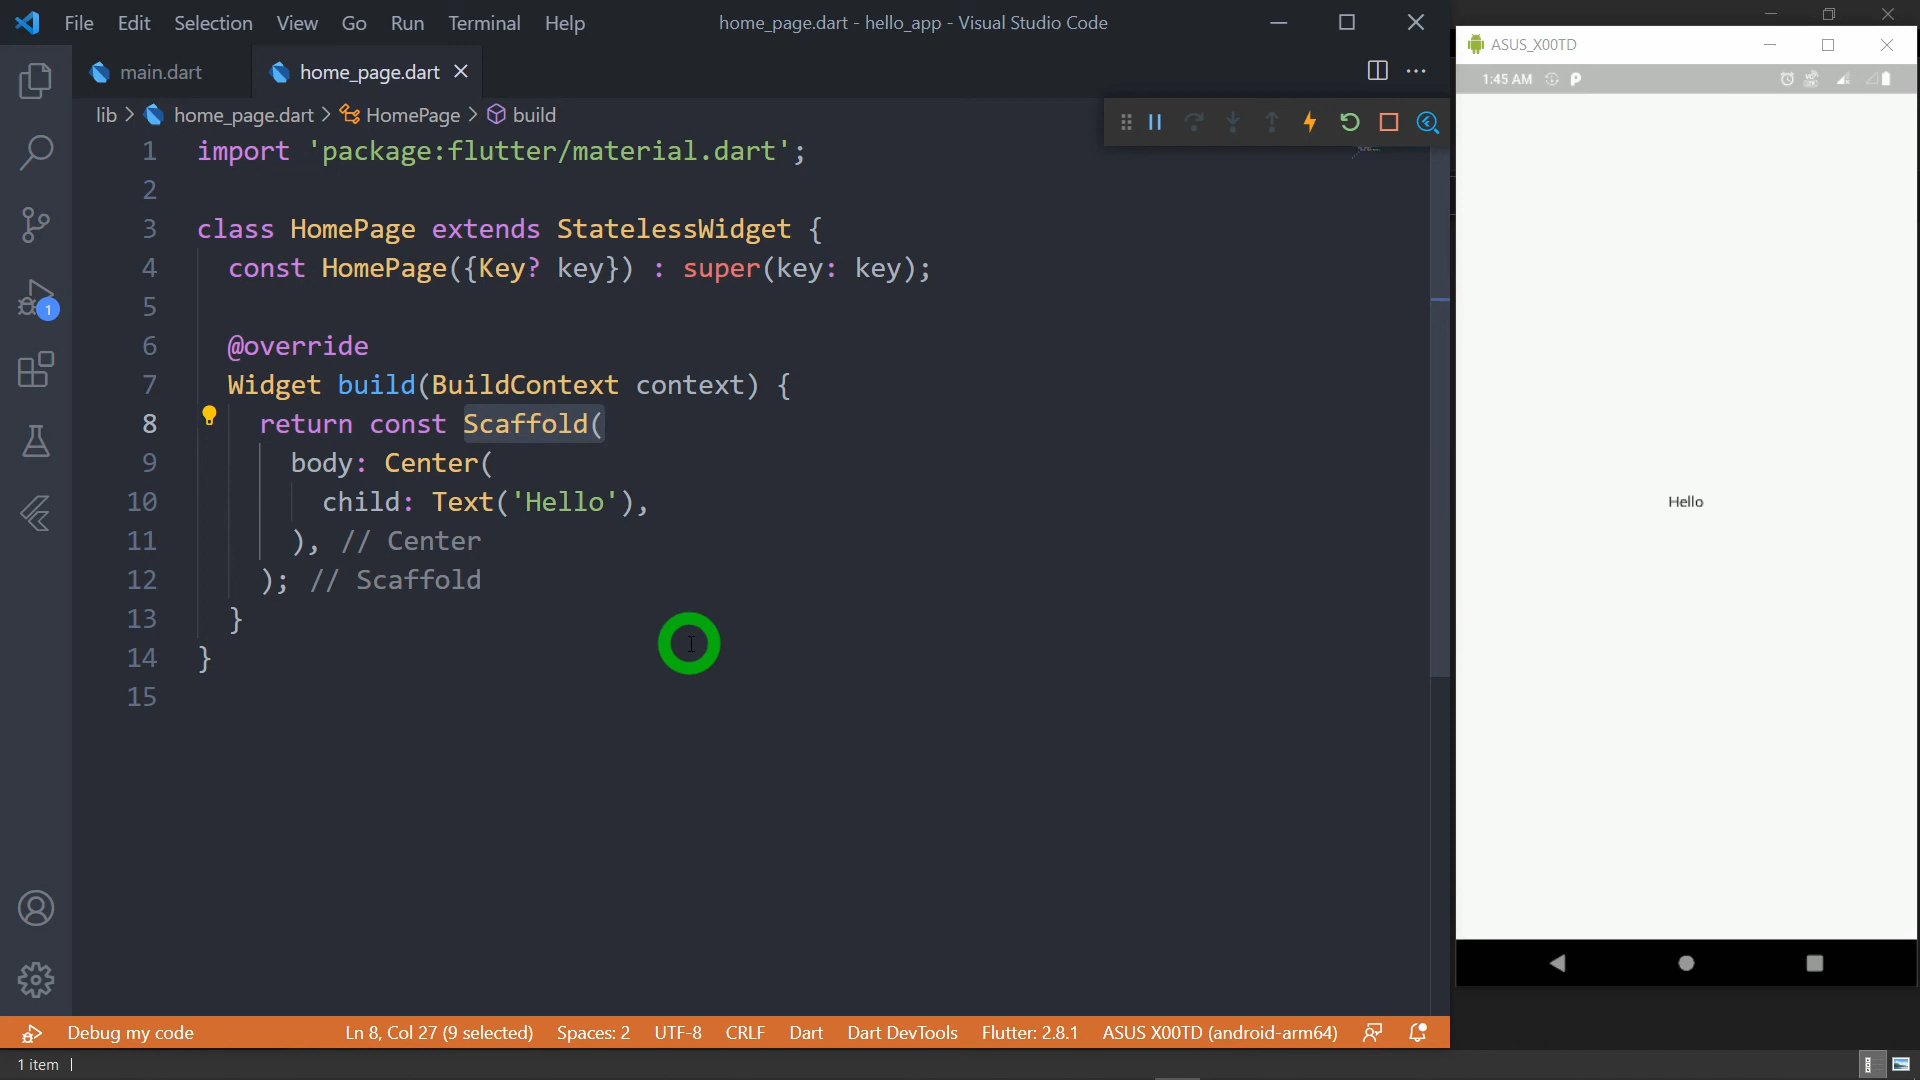 File Edit Selection View Go Run Terminal Help
home_page.dart - hello_app - Visual Studio Code
main.dart
home_page.dart
lib > home_page.dart > HomePage > build
1 import 'package:flutter/material.dart';
2
3 class HomePage extends StatelessWidget {
4 const HomePage({Key? key}) : super(key: key);
5
6 @override
7 Widget build(BuildContext context) {
8 return const Scaffold(
9 body: Center(
10 child: Text('Hello'),
11 ), // Center
12 ); // Scaffold
13 }
14 }
15
1
Debug my code Ln 8, Col 27 (9 selected) Spaces: 2 UTF-8 CRLF Dart Dart DevTools Flutter: 2.8.1 ASUS X00TD (android-arm64)
1 item
ASUS_X00TD
1:45 AM
Hello